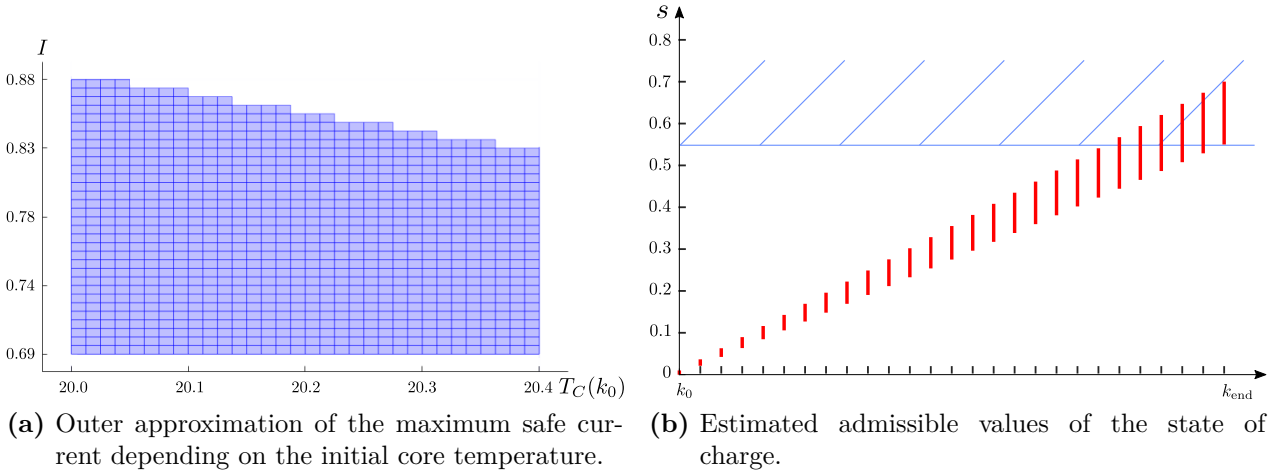 I
0.88
0.83
0.78
0.74
0.69
20.0 20.1 20.2 20.3 20.4 T_C(k_0)
(a) Outer approximation of the maximum safe cur-
rent depending on the initial core temperature.
s
0.8
0.7
0.6
0.5
0.4
0.3
0.2
0.1
0
k_0 k_end
(b) Estimated admissible values of the state of
charge.